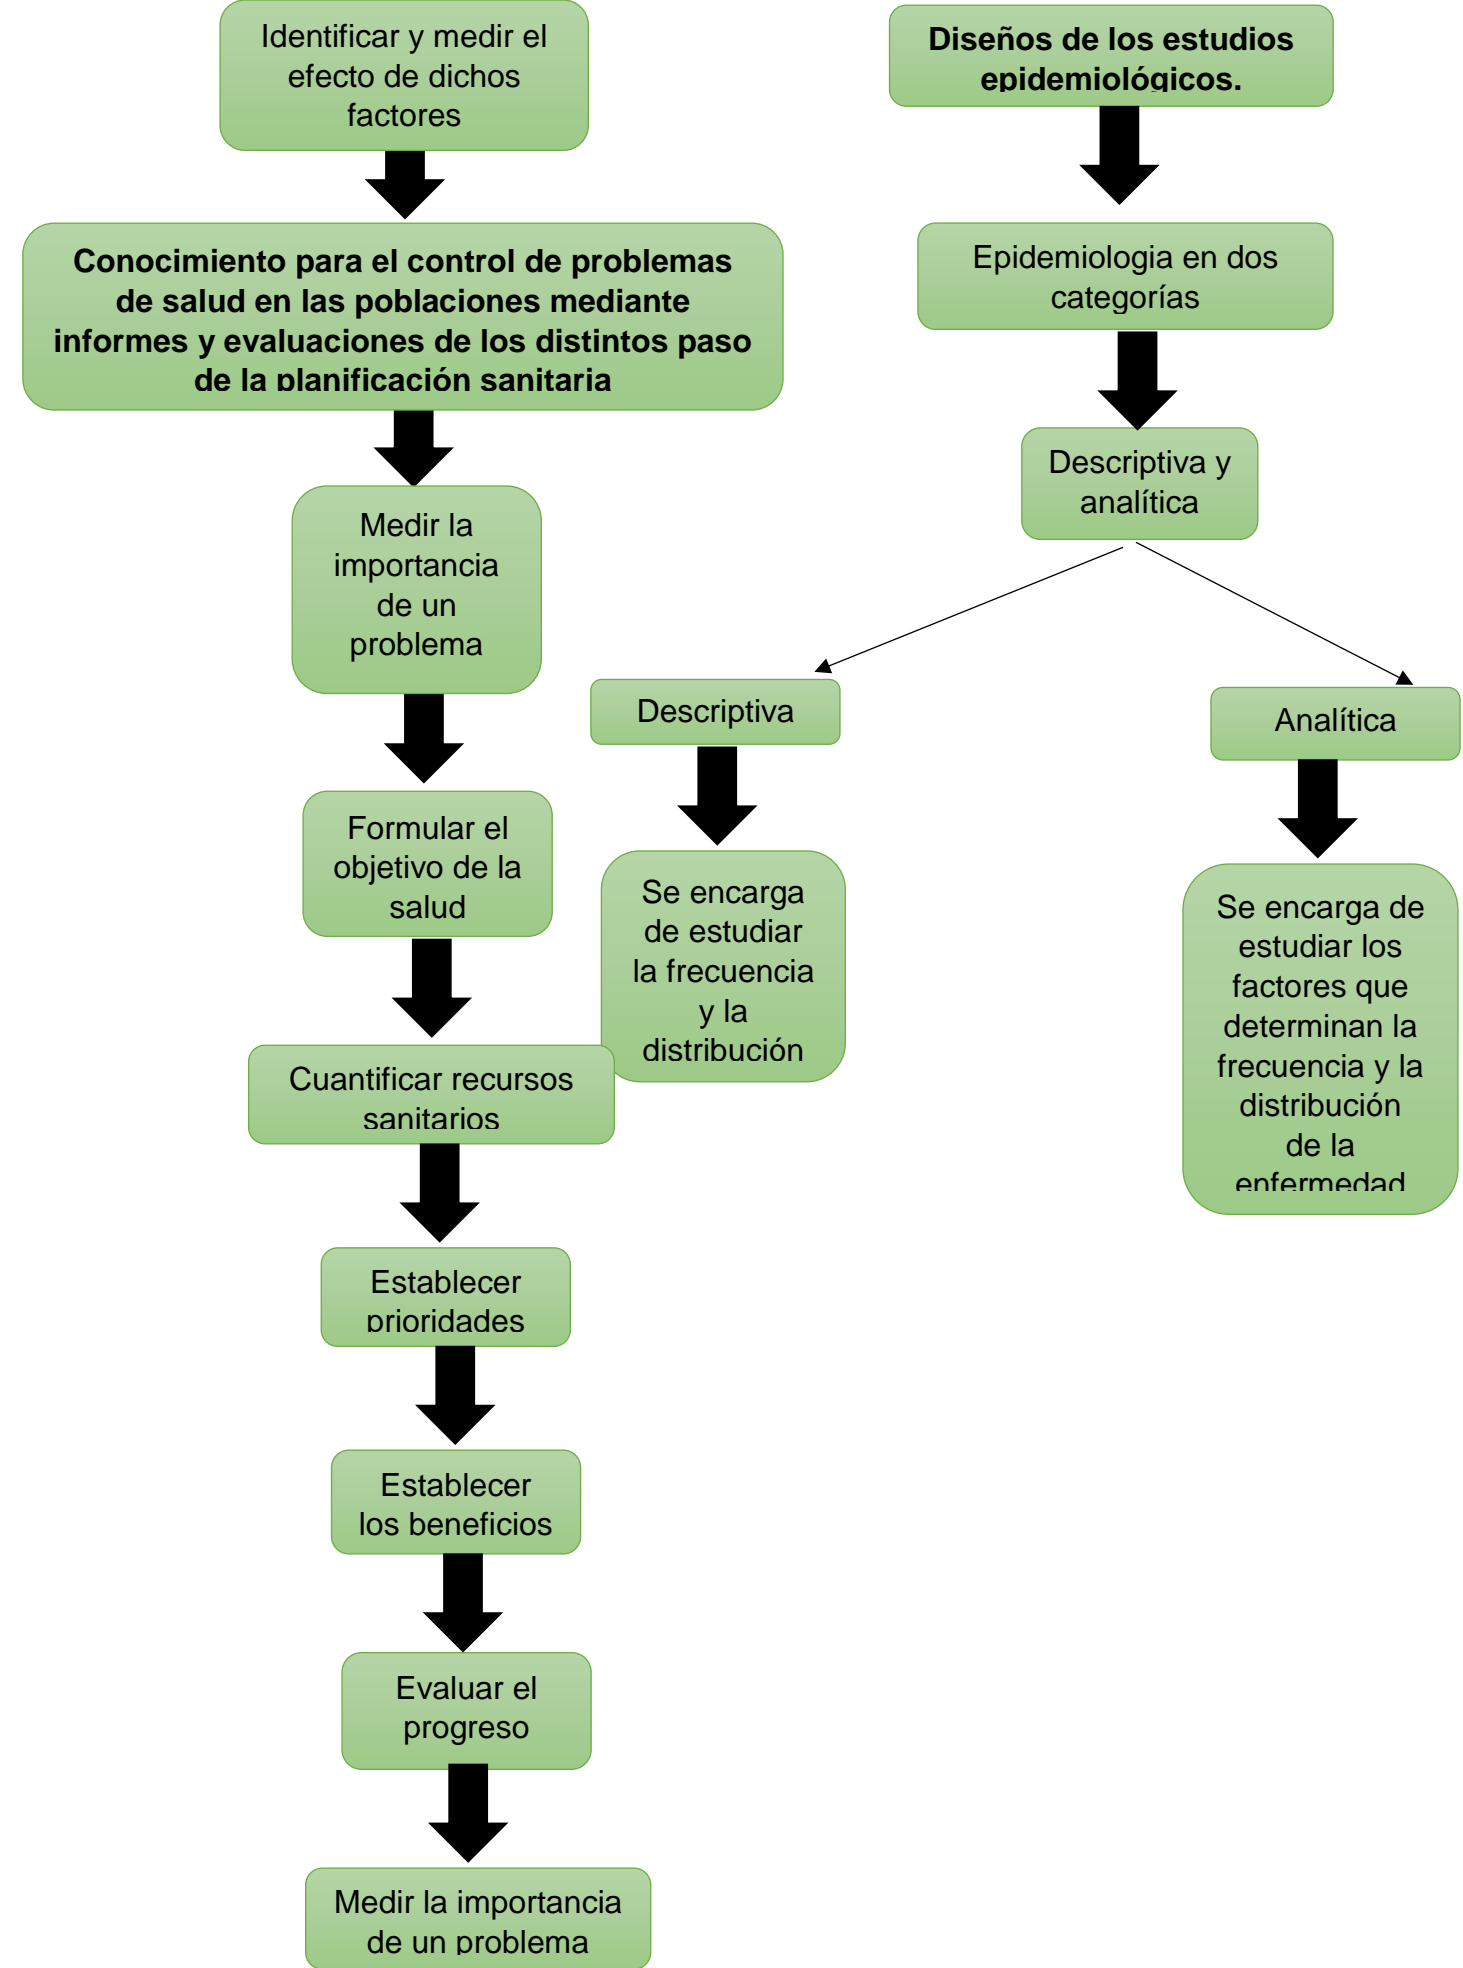 Identificar y medir el
efecto de dichos
factores
Conocimiento para el control de problemas
de salud en las poblaciones mediante
informes y evaluaciones de los distintos paso
de la planificación sanitaria
Medir la
importancia
de un
problema
Formular el
objetivo de la
salud
Cuantificar recursos
sanitarios
Establecer
prioridades
Establecer
los beneficios
Evaluar el
progreso
Medir la importancia
de un problema
Diseños de los estudios
epidemiológicos.
Epidemiologia en dos
categorías
Descriptiva y
analítica
Descriptiva
Se encarga
de estudiar
la frecuencia
y la
distribución
Analítica
Se encarga de
estudiar los
factores que
determinan la
frecuencia y la
distribución
de la
enfermedad